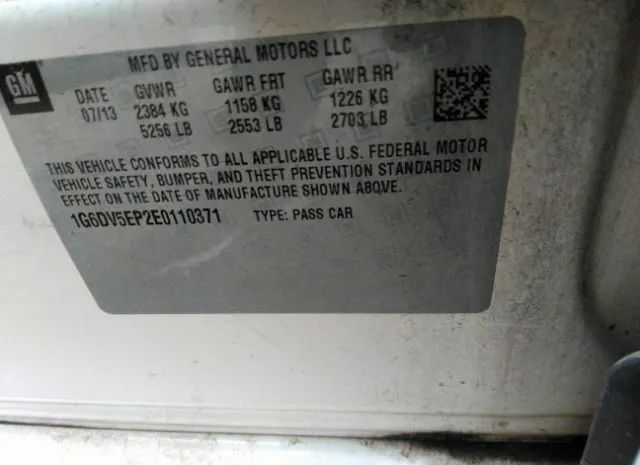 GM
MFD BY GENERAL MOTORS LLC
DATE GVWR GAWR FRT GAWR RR
07/13 2384 KG 1158 KG 1226 KG
5256 LB 2553 LB 2703 LB
THIS VEHICLE CONFORMS TO ALL APPLICABLE U.S. FEDERAL MOTOR
VEHICLE SAFETY, BUMPER, AND THEFT PREVENTION STANDARDS IN
EFFECT ON THE DATE OF MANUFACTURE SHOWN ABOVE.
1G6DV5EP2E0110371 TYPE: PASS CAR